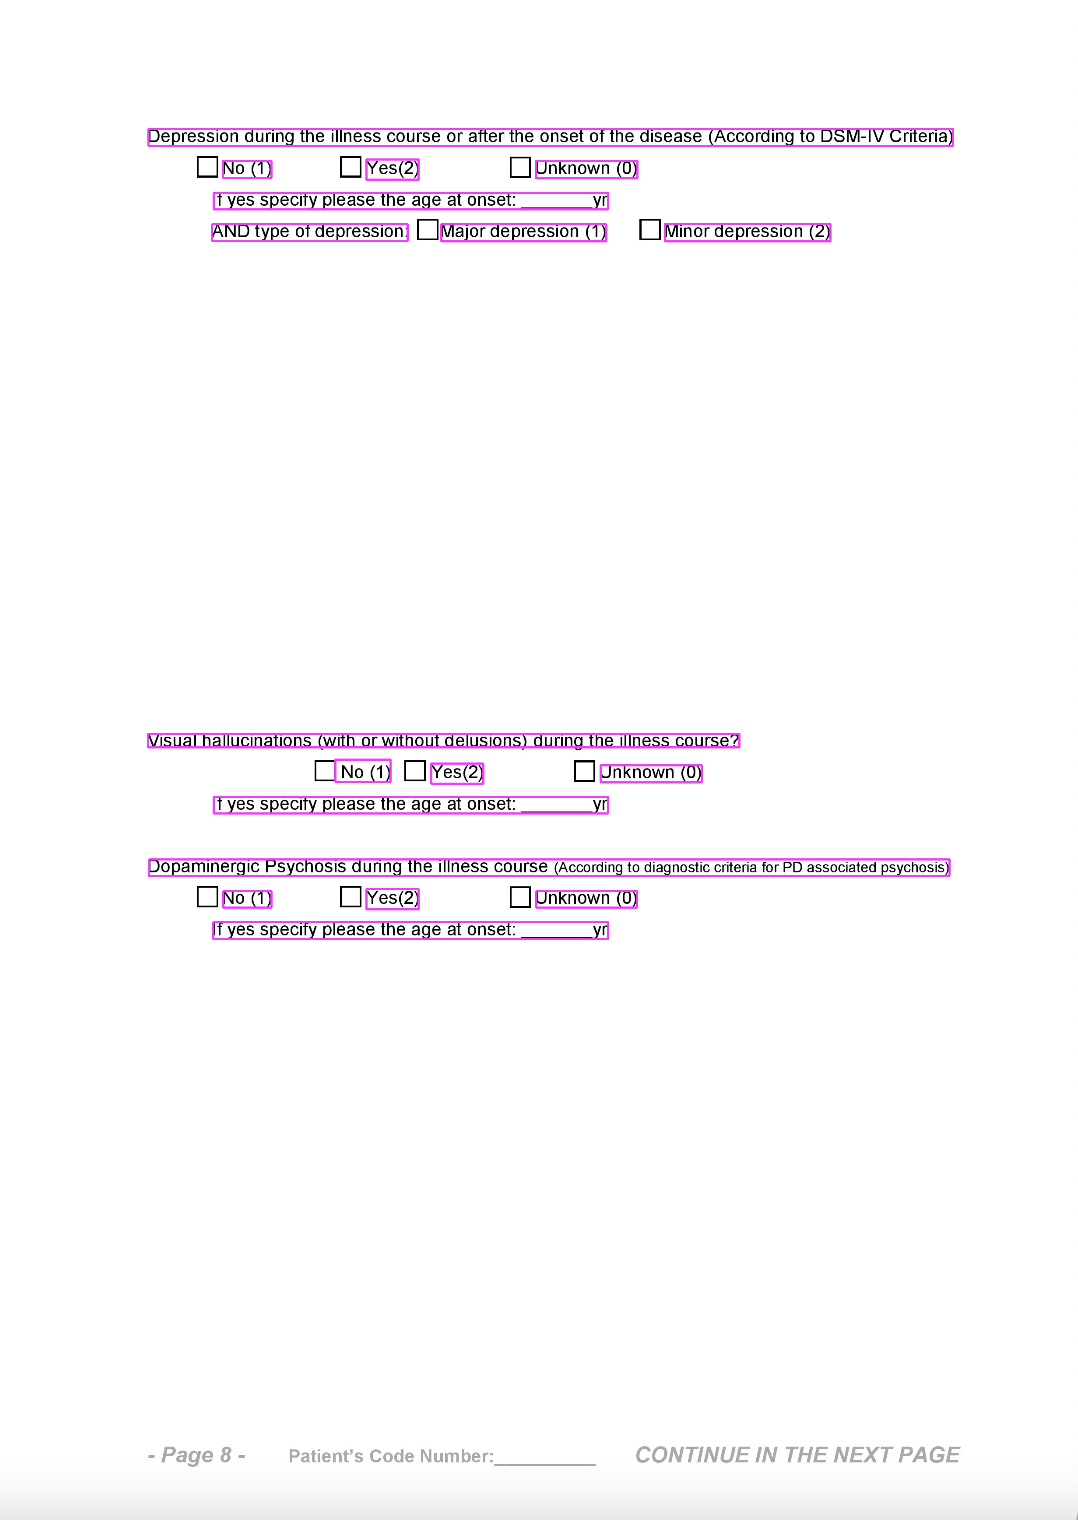 Depression during the illness course or after the onset of the disease (According to DSM-IV Criteria)
No (1) Yes(2) Unknown (0)
If yes specify please the age at onset: _______yr
AND type of depression: Major depression (1) Minor depression (2)
Visual hallucinations (with or without delusions) during the illness course?
No (1) Yes(2) Unknown (0)
If yes specify please the age at onset: _______yr
Dopaminergic Psychosis during the illness course (According to diagnostic criteria for PD associated psychosis)
No (1) Yes(2) Unknown (0)
If yes specify please the age at onset: _______yr
- Page 8 - Patient's Code Number:__________ CONTINUE IN THE NEXT PAGE